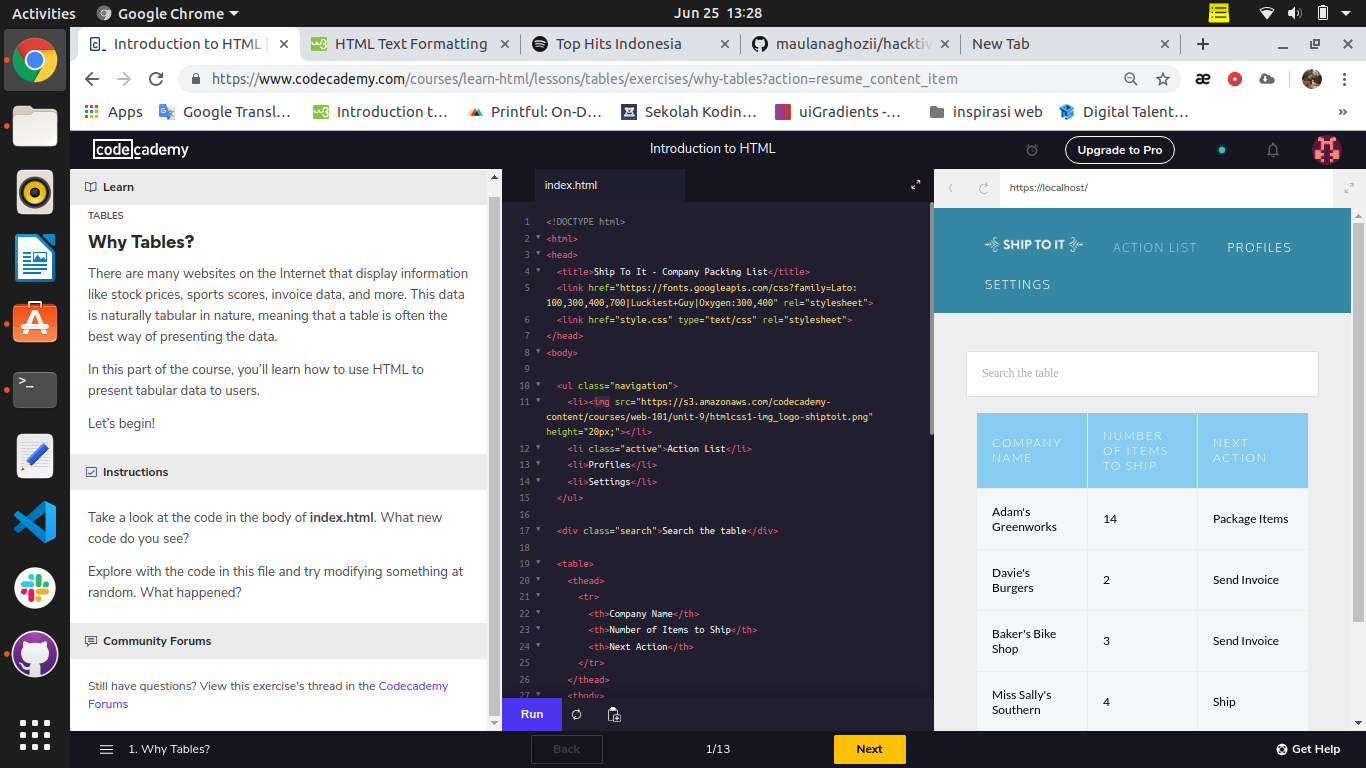 Activities
Google Chrome
Jun 25 13:28
Introduction to HTML |
HTML Text Formatting
Top Hits Indonesia
maulanaghozii/hacktiv
New Tab
https://www.codecademy.com/courses/learn-html/lessons/tables/exercises/why-tables?action=resume_content_item
Apps
Google Transl...
Introduction t...
Printful: On-D...
Sekolah Kodin...
uiGradients -...
inspirasi web
Digital Talent...
»
codecademy
Introduction to HTML
Upgrade to Pro
Learn
TABLES
Why Tables?
There are many websites on the Internet that display information
like stock prices, sports scores, invoice data, and more. This data
is naturally tabular in nature, meaning that a table is often the
best way of presenting the data.
In this part of the course, you'll learn how to use HTML to
present tabular data to users.
Let's begin!
Instructions
Take a look at the code in the body of index.html. What new
code do you see?
Explore with the code in this file and try modifying something at
random. What happened?
Community Forums
Still have questions? View this exercise's thread in the Codecademy
Forums
index.html
1 <!DOCTYPE html>
2 <html>
3 <head>
4 <title>Ship To It - Company Packing List</title>
5 <link href="https://fonts.googleapis.com/css?family=Lato:
100,300,400,700|Luckiest+Guy|Oxygen:300,400" rel="stylesheet">
6 <link href="style.css" type="text/css" rel="stylesheet">
7 </head>
8 <body>
9
10 <ul class="navigation">
11 <li><img src="https://s3.amazonaws.com/codecademy-
content/courses/web-101/unit-9/htmlcss1-img_logo-shiptoit.png"
height="20px;"></li>
12 <li class="active">Action List</li>
13 <li>Profiles</li>
14 <li>Settings</li>
15 </ul>
16
17 <div class="search">Search the table</div>
18
19 <table>
20 <thead>
21 <tr>
22 <th>Company Name</th>
23 <th>Number of Items to Ship</th>
24 <th>Next Action</th>
25 </tr>
26 </thead>
27 <tbody>
Run
https://localhost/
SHIP TO IT
ACTION LIST
PROFILES
SETTINGS
Search the table
COMPANY NAME
NUMBER OF ITEMS TO SHIP
NEXT ACTION
Adam's Greenworks
14
Package Items
Davie's Burgers
2
Send Invoice
Baker's Bike Shop
3
Send Invoice
Miss Sally's Southern
4
Ship
1. Why Tables?
Back
1/13
Next
Get Help